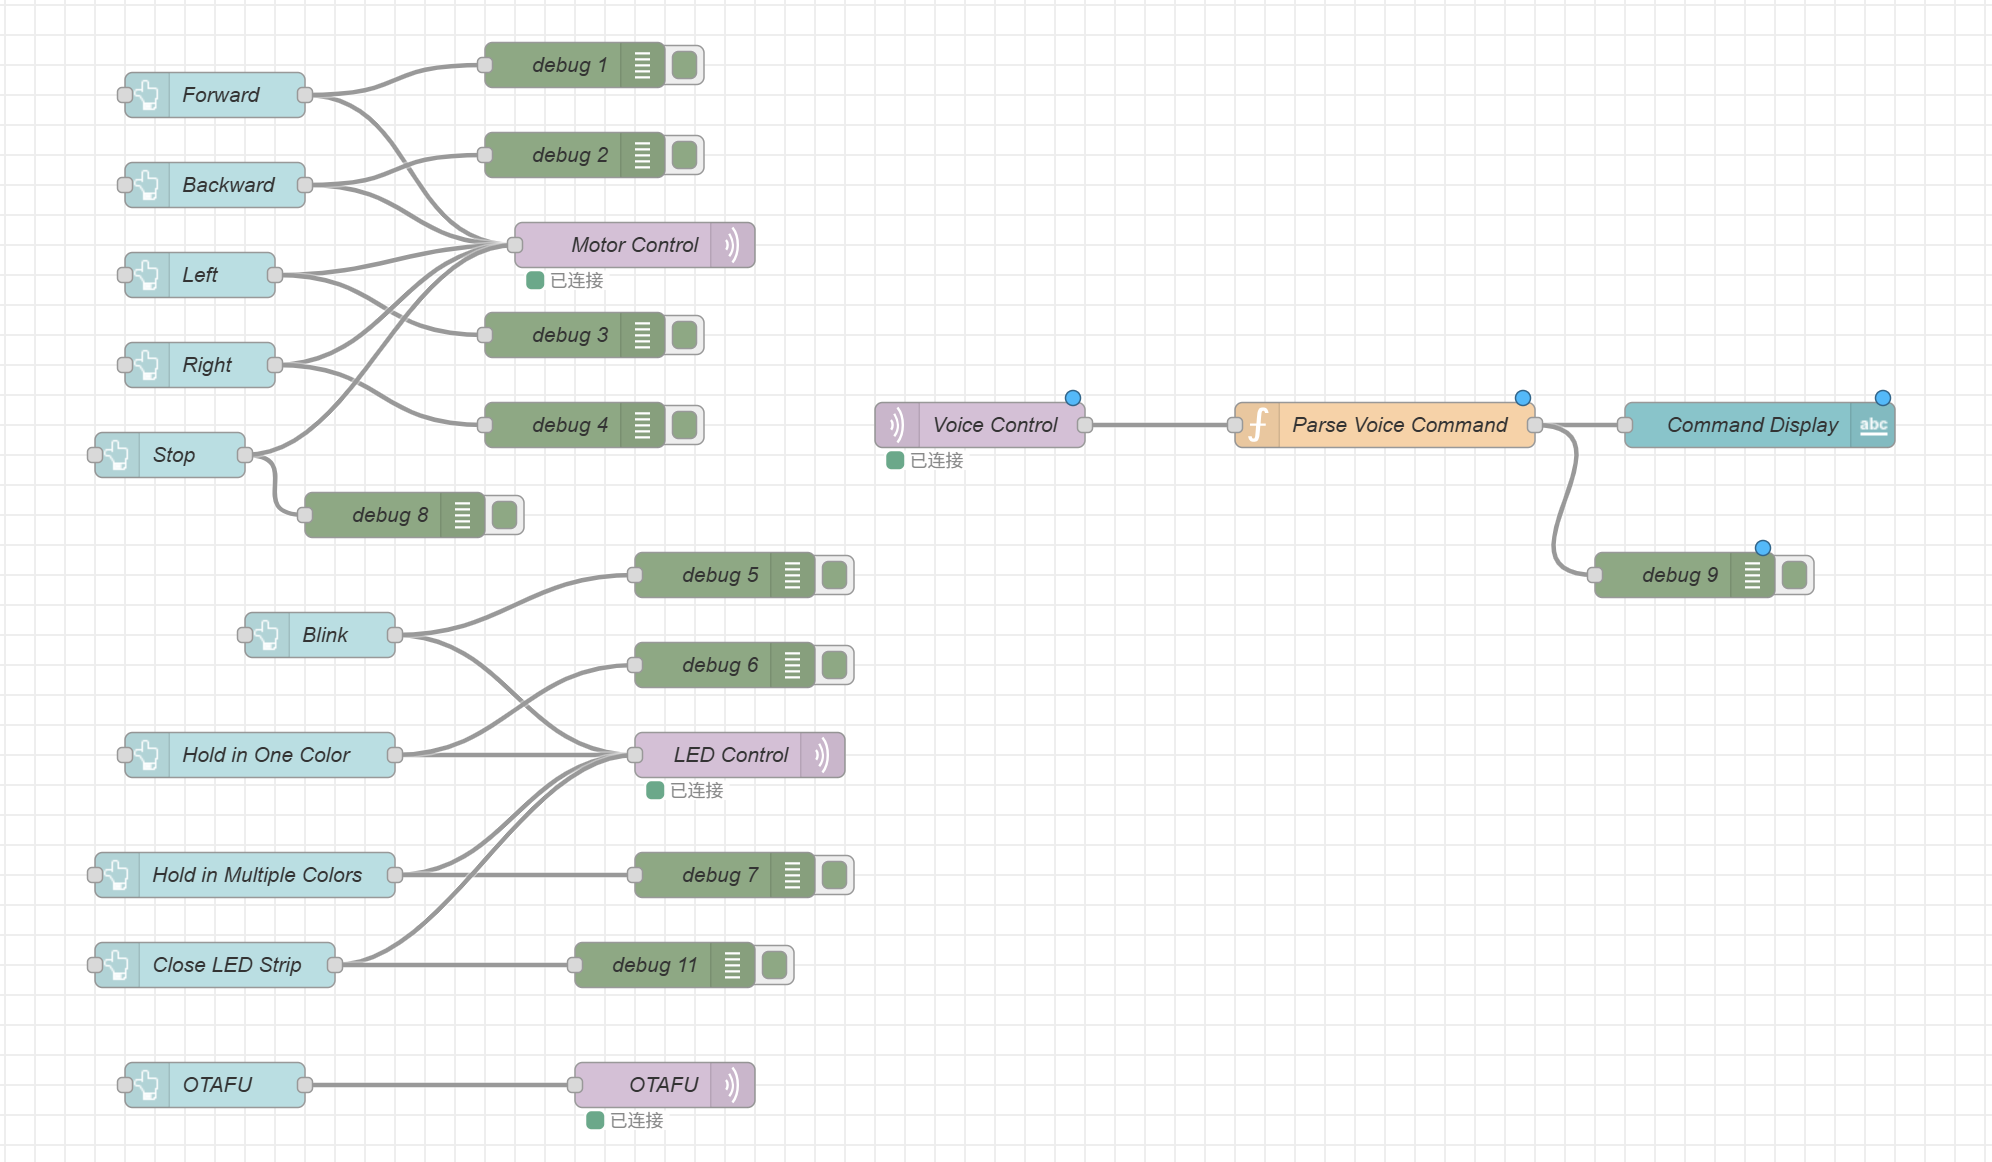 debug 1
Forward
debug 2
Backward
Motor Control
已连接
Left
debug 3
Right
debug 4
Stop
debug 8
Voice Control
已连接
Parse Voice Command
Command Display
abc
debug 9
debug 5
Blink
debug 6
Hold in One Color
LED Control
已连接
Hold in Multiple Colors
debug 7
Close LED Strip
debug 11
OTAFU
OTAFU
已连接